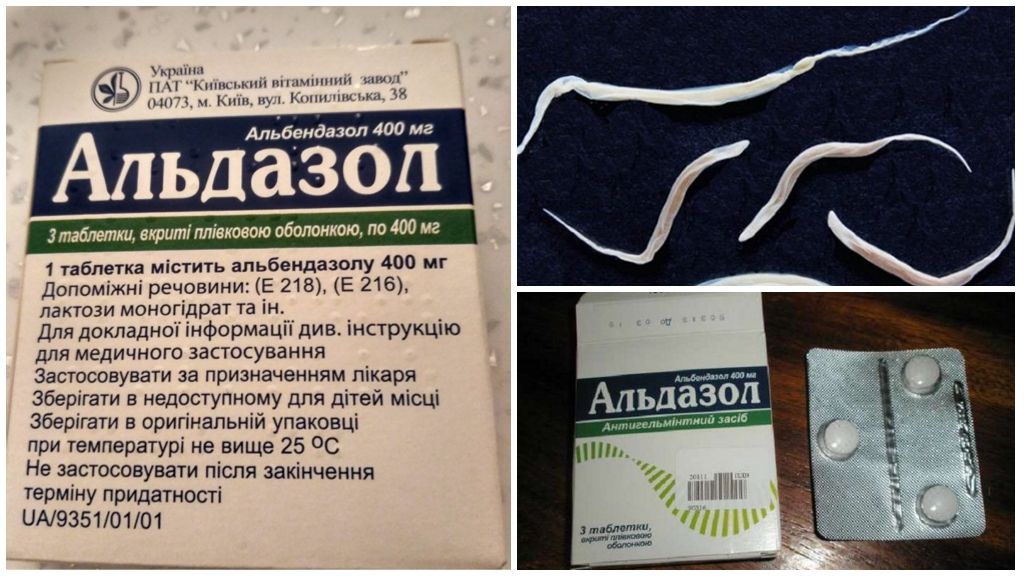 Україна
ПАТ "Київський вітамінний завод"
04073, м. Київ, вул. Копилівська, 38
Альбендазол 400 мг
Альдазол
3 таблетки, вкриті плівковою оболонкою, по 400 мг
1 таблетка містить альбендазолу 400 мг
Допоміжні речовини: (Е 218), (Е 216),
лактози моногідрат та ін.
Для докладної інформації див. інструкцію
для медичного застосування
Застосовувати за призначенням лікаря
Зберігати в недоступному для дітей місці
Зберігати в оригінальній упаковці
при температурі не вище 25 ºС
Не застосовувати після закінчення
терміну придатності
UA/9351/01/01
Альбендазол 400 мг
Альдазол
Антигельмінтний засіб
3 таблетки,
вкриті плівковою
оболонкою